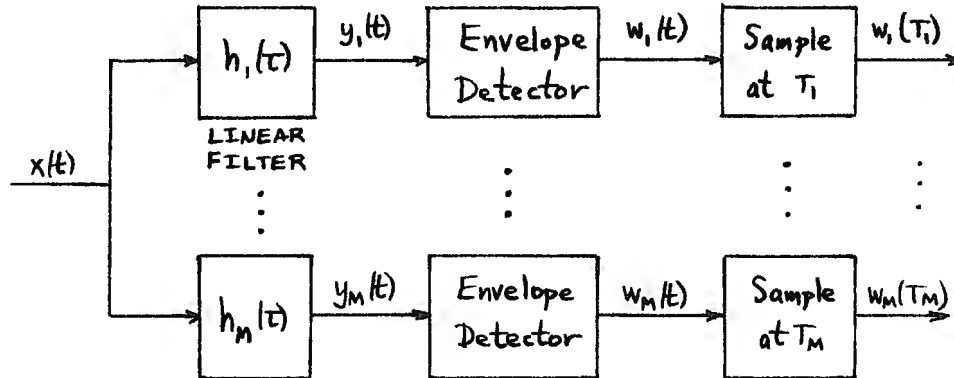 h₁(τ)
y₁(t)
Envelope
Detector
w₁(t)
Sample
at T₁
w₁(T₁)
LINEAR
FILTER
x(t)
h_m(τ)
y_M(t)
Envelope
Detector
w_M(t)
Sample
at T_M
w_M(T_M)